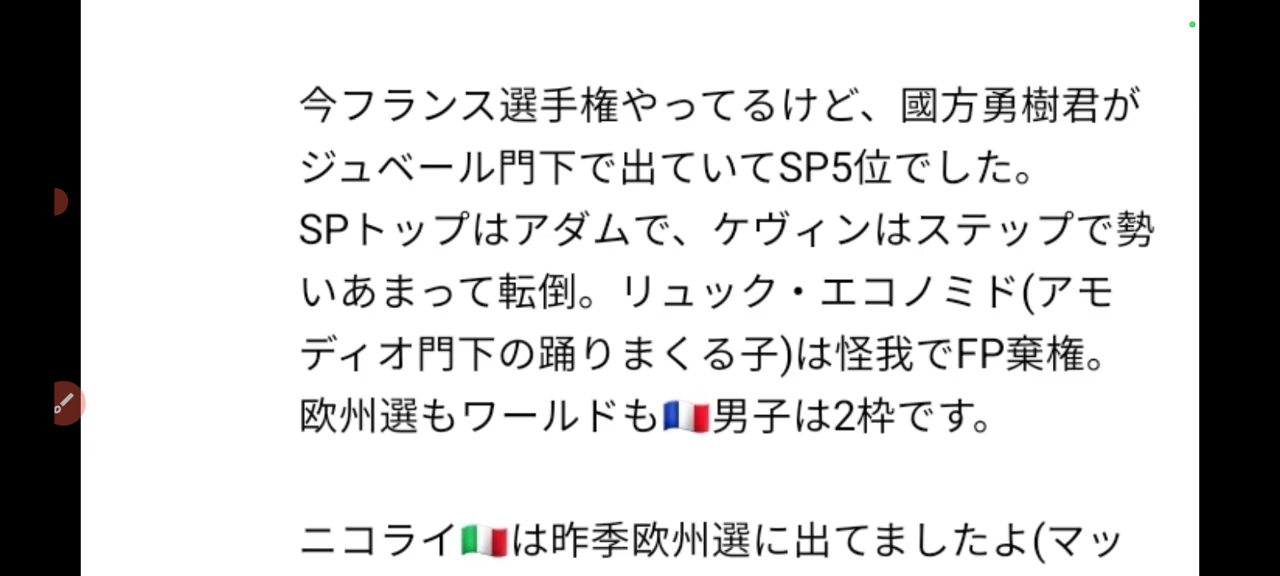 今フランス選手権やってるけど、國方勇樹君が
ジュベール門下で出ていてSP5位でした。
SPトップはアダムで、ケヴィンはステップで勢
いあまって転倒。リュック・エコノミド(アモ
ディオ門下の踊りまくる子)は怪我でFP棄権。
欧州選もワールドも🇫🇷男子は2枠です。
ニコライ🇮🇹は昨季欧州選に出てましたよ(マッ